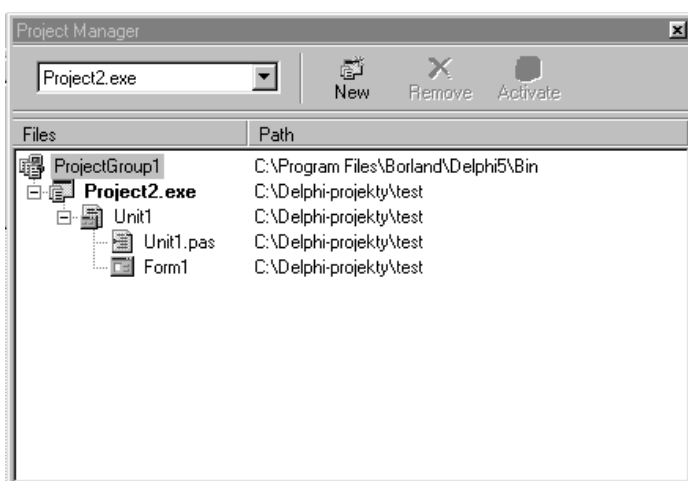 Project Manager
Project2.exe
New Remove Activate
Files Path
ProjectGroup1 C:\Program Files\Borland\Delphi5\Bin
Project2.exe C:\Delphi-projekty\test
Unit1 C:\Delphi-projekty\test
Unit1.pas C:\Delphi-projekty\test
Form1 C:\Delphi-projekty\test